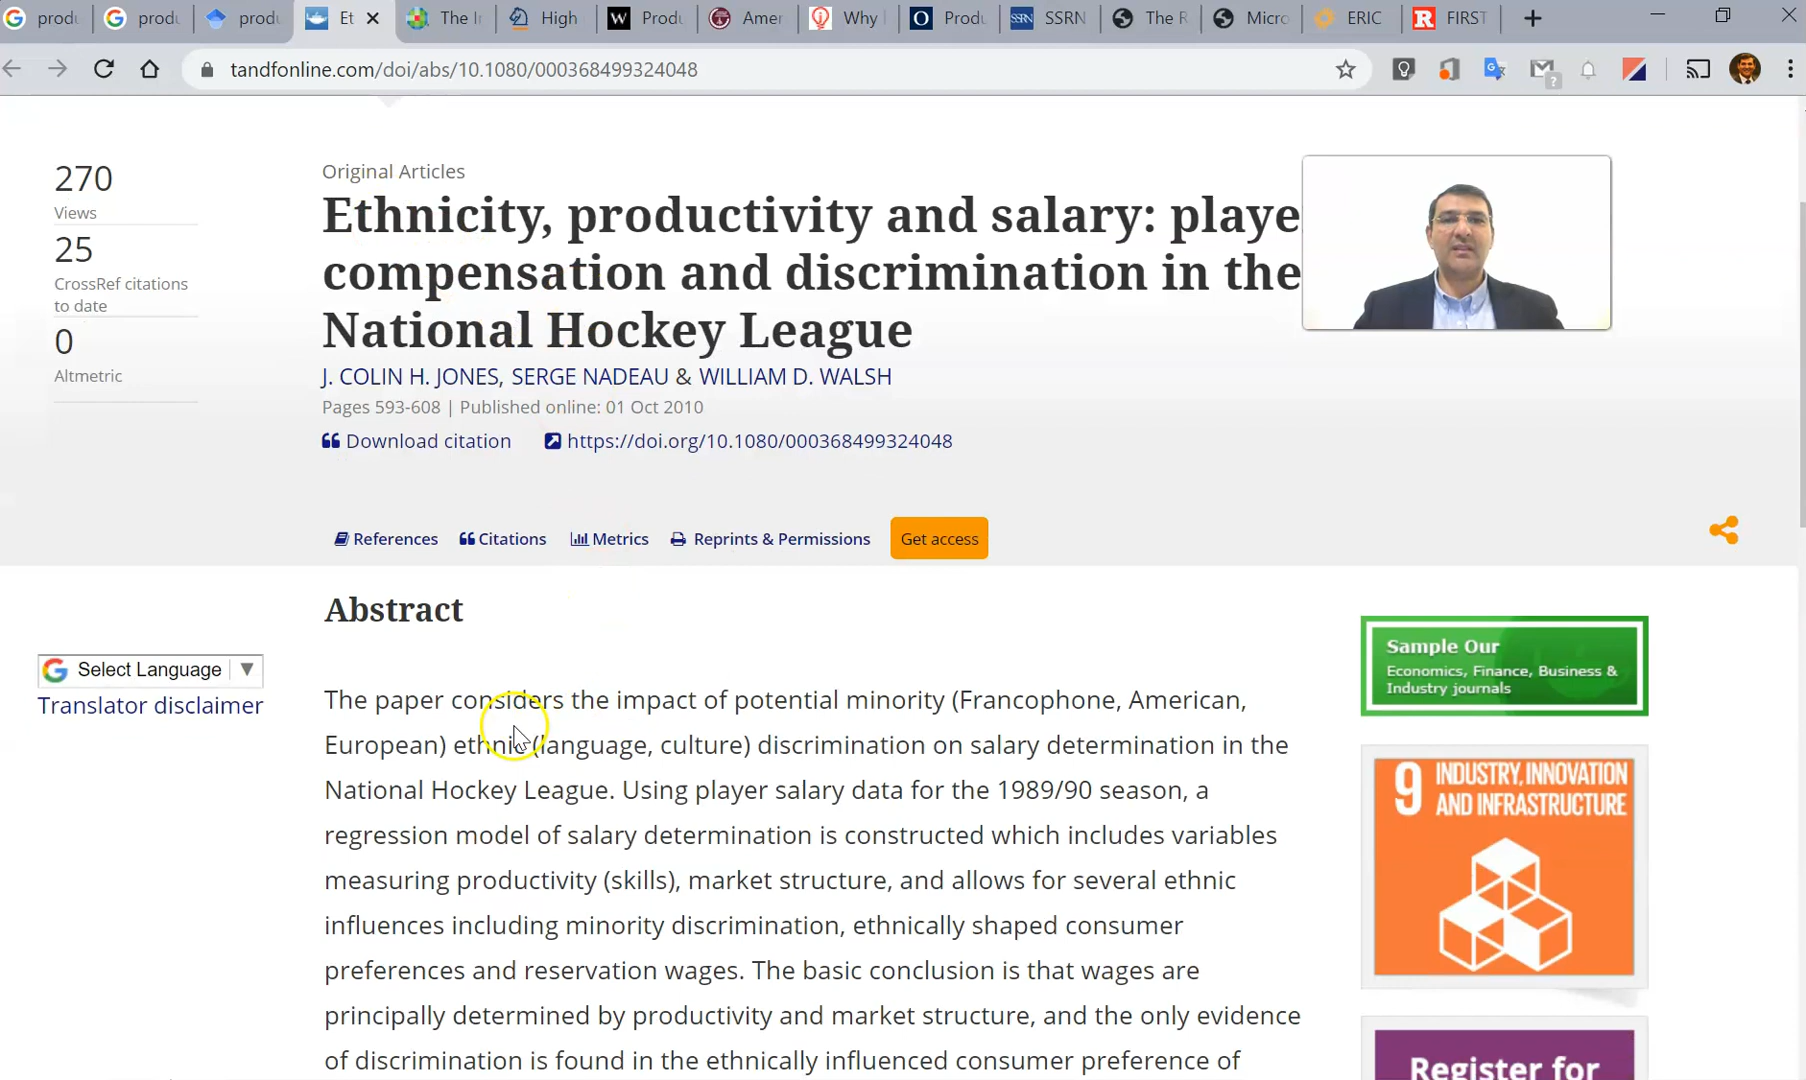 produ
produ
produ
Et
The In
High
Produ
Amer
Why
Produ
SSRN
SSRN
The R
Micro
ERIC
FIRST
tandfonline.com/doi/abs/10.1080/000368499324048
270
Views
25
CrossRef citations
to date
0
Altmetric
Original Articles
Ethnicity, productivity and salary: playe
compensation and discrimination in the
National Hockey League
J. COLIN H. JONES, SERGE NADEAU & WILLIAM D. WALSH
Pages 593-608 | Published online: 01 Oct 2010
Download citation https://doi.org/10.1080/000368499324048
References Citations Metrics Reprints & Permissions Get access
Select Language ▼
Translator disclaimer
Abstract
The paper considers the impact of potential minority (Francophone, American,
European) ethnic (language, culture) discrimination on salary determination in the
National Hockey League. Using player salary data for the 1989/90 season, a
regression model of salary determination is constructed which includes variables
measuring productivity (skills), market structure, and allows for several ethnic
influences including minority discrimination, ethnically shaped consumer
preferences and reservation wages. The basic conclusion is that wages are
principally determined by productivity and market structure, and the only evidence
of discrimination is found in the ethnically influenced consumer preference of
Sample Our
Economics, Finance, Business &
Industry journals
9 INDUSTRY, INNOVATION
AND INFRASTRUCTURE
Register for